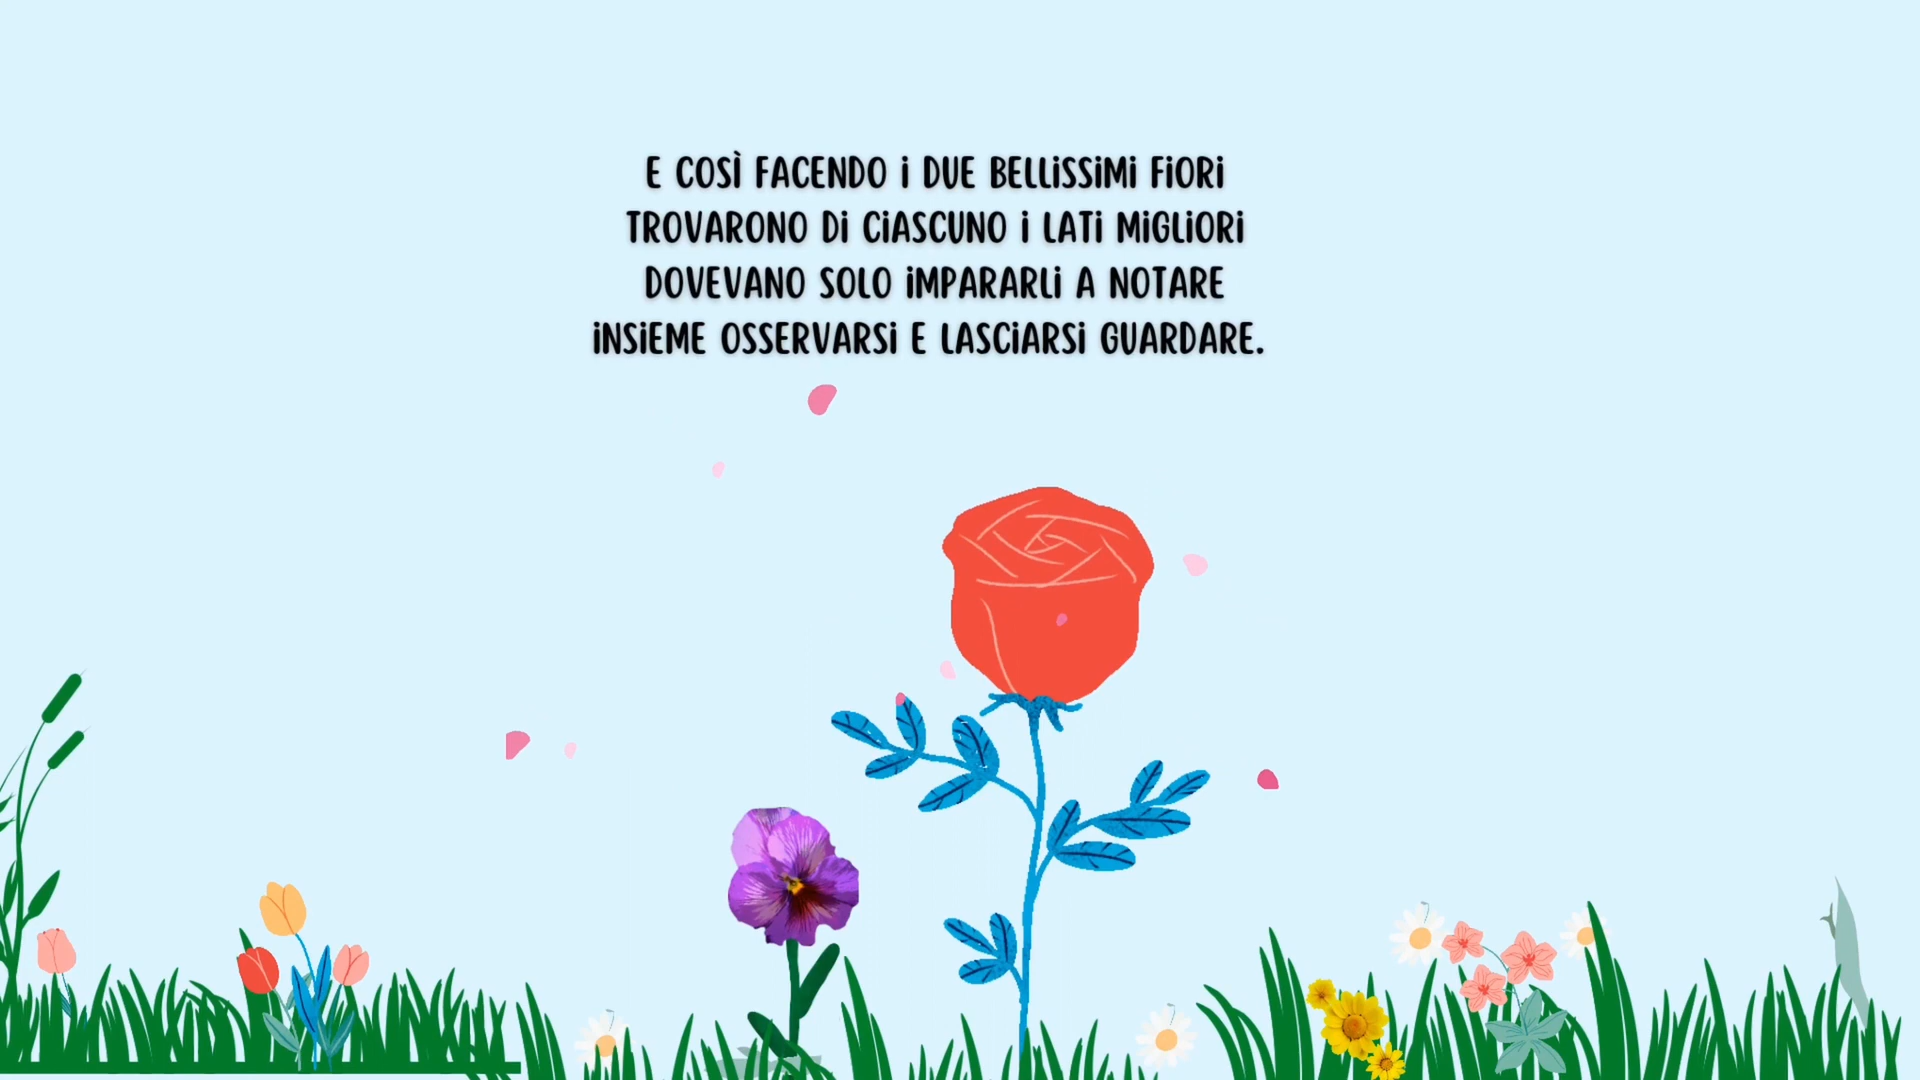 E COSÌ FACENDO I DUE BELLISSIMI FIORI
TROVARONO DI CIASCUNO I LATI MIGLIORI
DOVEVANO SOLO IMPARARLI A NOTARE
INSIEME OSSERVARSI E LASCIARSI GUARDARE.